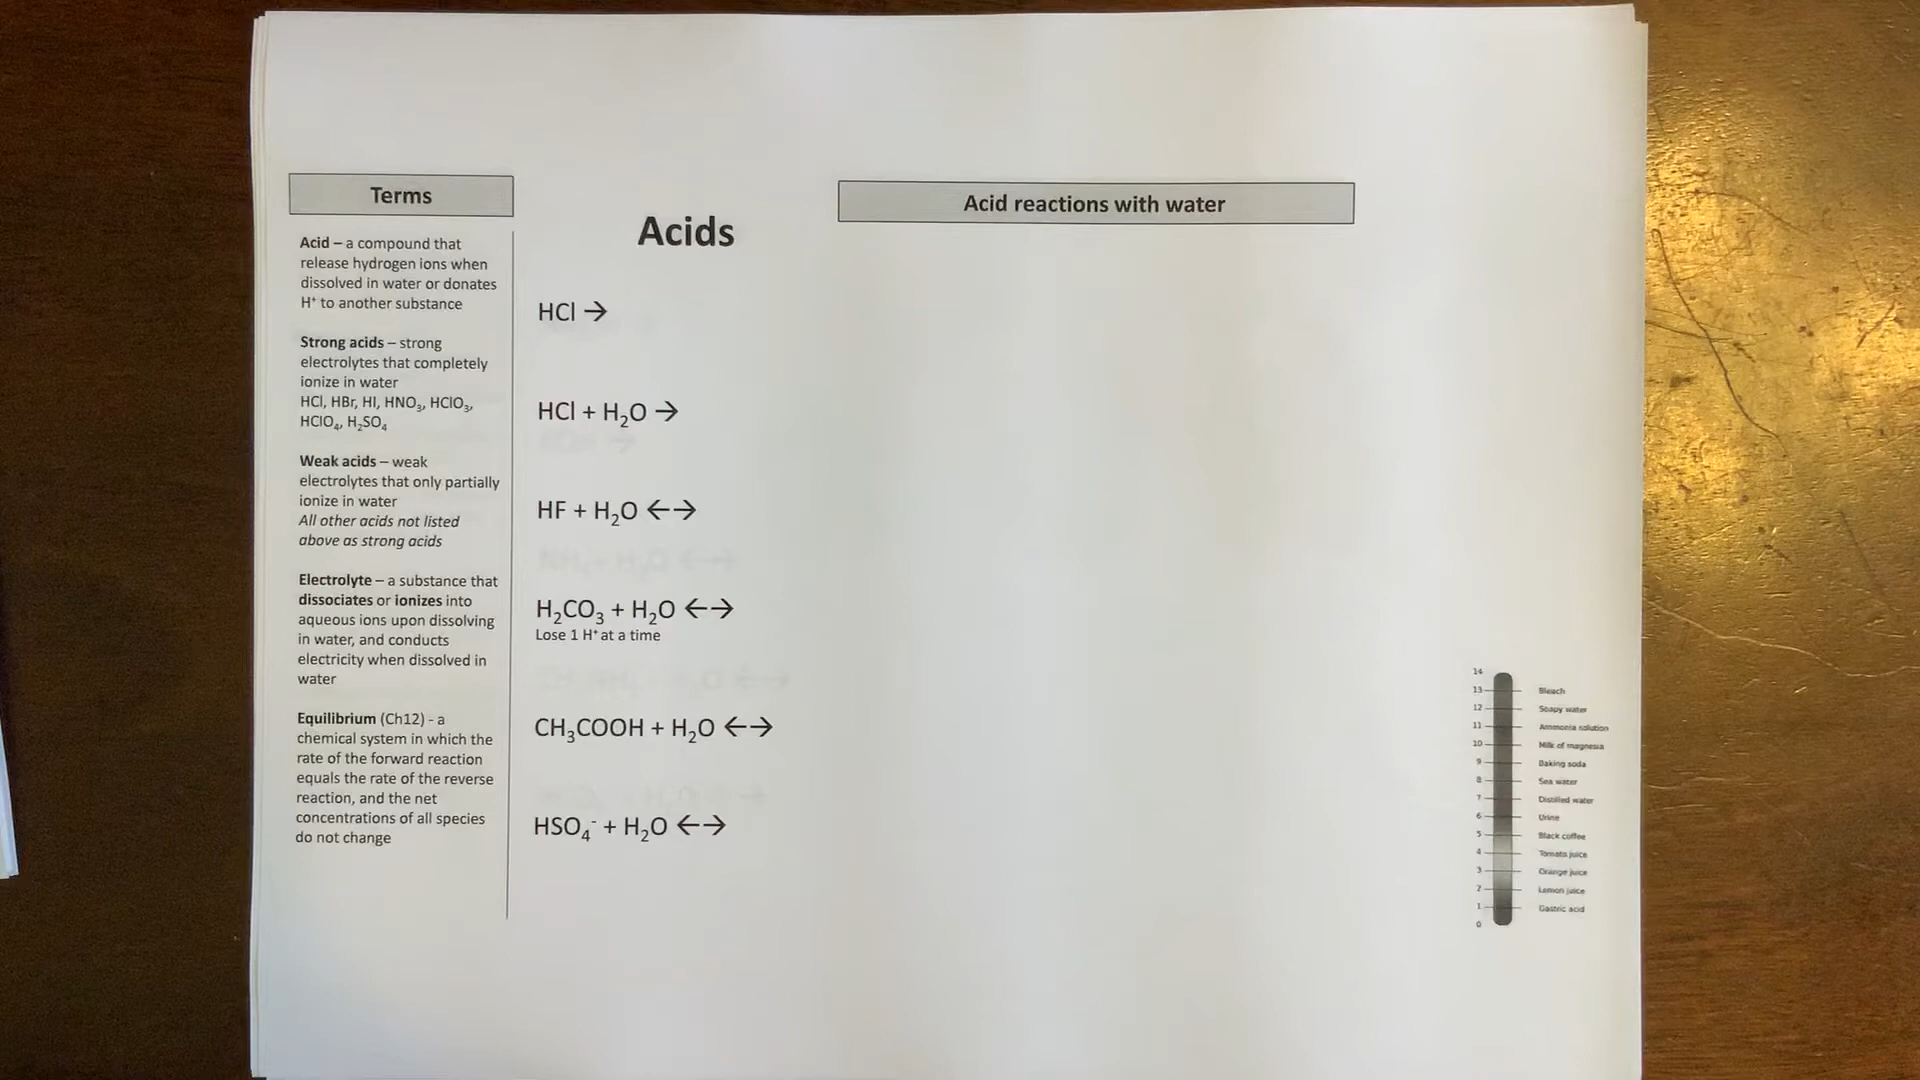 Terms
Acid – a compound that
release hydrogen ions when
dissolved in water or donates
H⁺ to another substance
Strong acids – strong
electrolytes that completely
ionize in water
HCl, HBr, HI, HNO₃, HClO₃,
HClO₄, H₂SO₄
Weak acids – weak
electrolytes that only partially
ionize in water
All other acids not listed
above as strong acids
Electrolyte – a substance that
dissociates or ionizes into
aqueous ions upon dissolving
in water, and conducts
electricity when dissolved in
water
Equilibrium (Ch12) - a
chemical system in which the
rate of the forward reaction
equals the rate of the reverse
reaction, and the net
concentrations of all species
do not change
Acids
Acid reactions with water
HCl →
HCl + H₂O →
HF + H₂O ←→
H₂CO₃ + H₂O ←→
Lose 1 H⁺ at a time
CH₃COOH + H₂O ←→
HSO₄⁻ + H₂O ←→
14
13 Bleach
12 Soapy water
11 Ammonia solution
10 Milk of magnesia
9 Baking soda
8 Sea water
7 Distilled water
6 Urine
5 Black coffee
4 Tomato juice
3 Orange juice
2 Lemon juice
1 Gastric acid
0